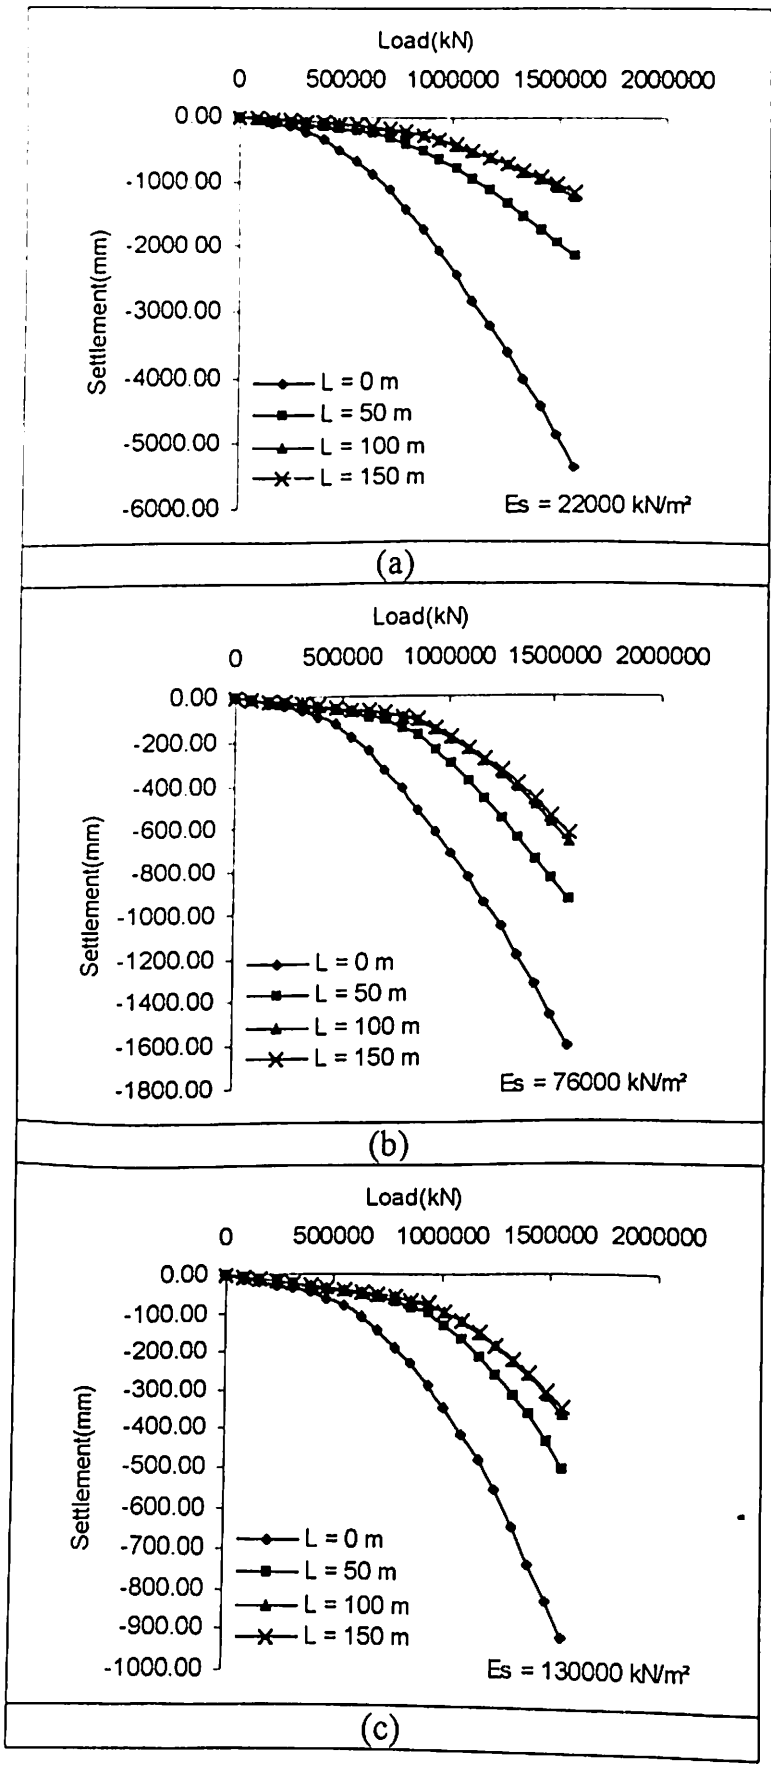 Load(kN)
0 500000 1000000 1500000 2000000
0.00
-1000.00
-2000 00
-3000.00
-4000.00
-5000.00
-6000.00
Settlement(mm)
L = 0 m
L = 50 m
L = 100 m
L = 150 m
Es = 22000 kN/m²
(a)
Load(kN)
0 500000 1000000 1500000 2000000
0.00
-200.00
-400.00
-600.00
-800.00
-1000.00
-1200.00
-1400.00
-1600.00
-1800.00
Settlement(mm)
L = 0 m
L = 50 m
L = 100 m
L = 150 m
Es = 76000 kN/m²
(b)
Load(kN)
0 500000 1000000 1500000 2000000
0.00
-100.00
-200.00
-300.00
-400.00
-500.00
-600.00
-700.00
-800.00
-900.00
-1000.00
Settlement(mm)
L = 0 m
L = 50 m
L = 100 m
L = 150 m
Es = 130000 kN/m²
(c)